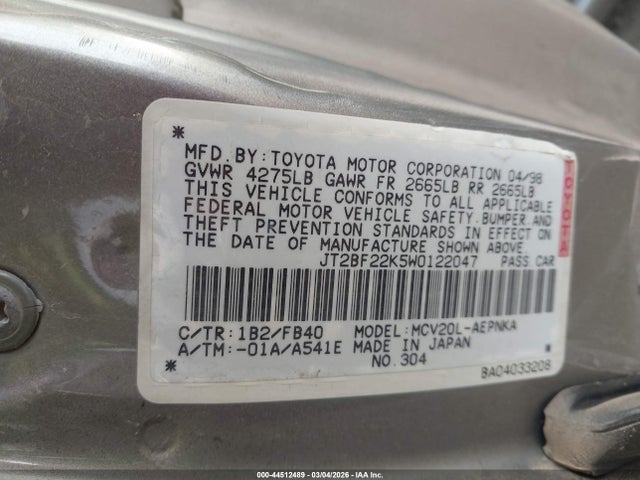 MFD.BY:TOYOTA MOTOR CORPORATION 04/98
GVWR 4275LB GAWR FR 2665LB RR 2665LB
THIS VEHICLE CONFORMS TO ALL APPLICABLE
FEDERAL MOTOR VEHICLE SAFETY,BUMPER,AND
THEFT PREVENTION STANDARDS IN EFFECT ON
THE DATE OF MANUFACTURE SHOWN ABOVE.
JT2BF22K5W0122047 PASS.CAR
TOYOTA
C/TR:1B2/FB40 MODEL:MCV20L-AEPNKA
A/TM:-01A/A541E MADE IN JAPAN
NO.304
BA04033208
000-44512489 - 03/04/2026 - IAA Inc.